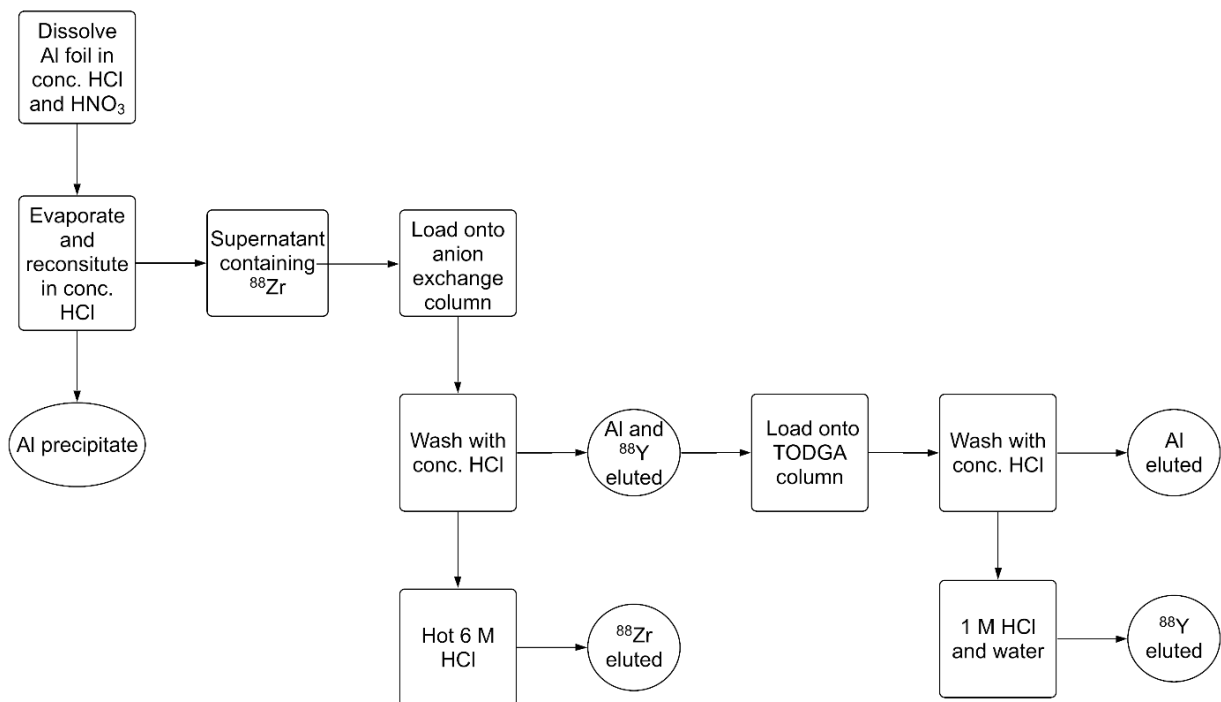 Dissolve
Al foil in
conc. HCl
and HNO₃
Evaporate
and
reconsitute
in conc.
HCl
Supernatant
containing
⁸⁸Zr
Load onto
anion
exchange
column
Al precipitate
Wash with
conc. HCl
Al and
⁸⁸Y
eluted
Load onto
TODGA
column
Wash with
conc. HCl
Al
eluted
Hot 6 M
HCl
⁸⁸Zr
eluted
1 M HCl
and water
⁸⁸Y
eluted